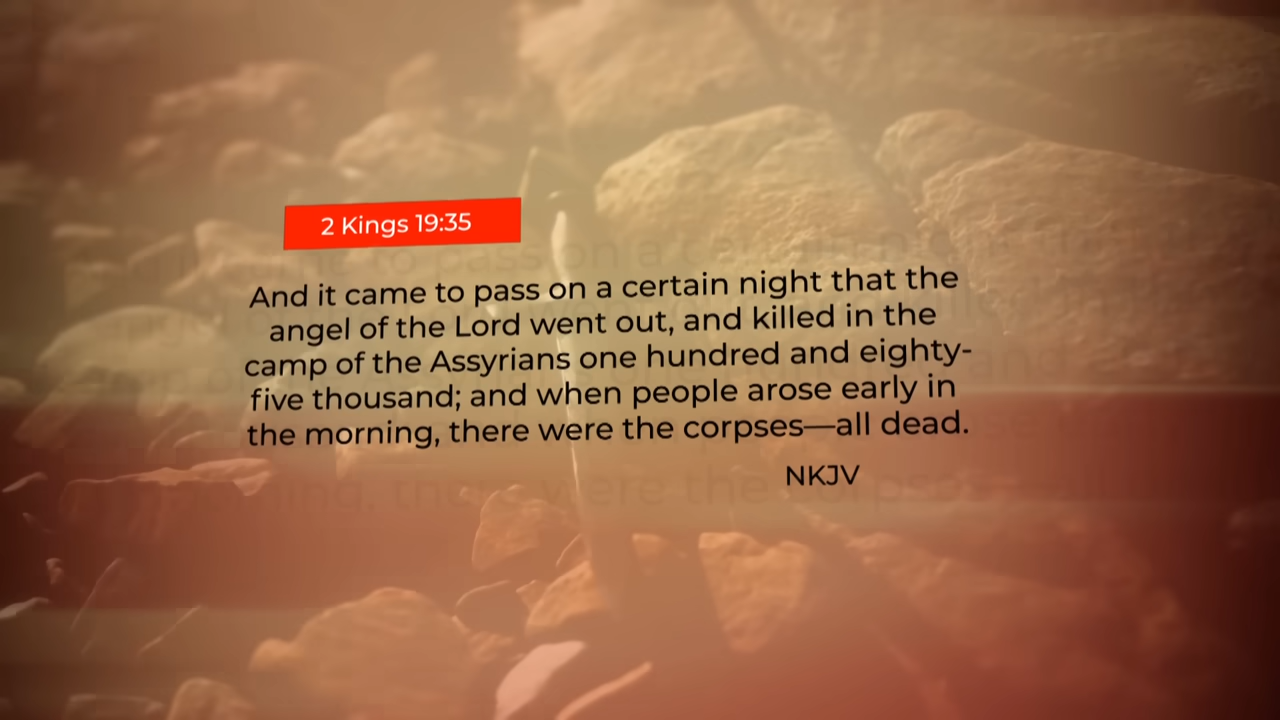 2 Kings 19:35
And it came to pass on a certain night that the
angel of the Lord went out, and killed in the
camp of the Assyrians one hundred and eighty-
five thousand; and when people arose early in
the morning, there were the corpses—all dead.
NKJV